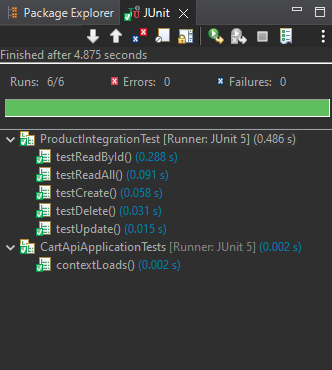 Package Explorer JUnit
Finished after 4.875 seconds
Runs: 6/6 Errors: 0 Failures: 0
ProductIntegrationTest [Runner: JUnit 5] (0.486 s)
testReadById() (0.288 s)
testReadAll() (0.091 s)
testCreate() (0.058 s)
testDelete() (0.031 s)
testUpdate() (0.015 s)
CartApiApplicationTests [Runner: JUnit 5] (0.002 s)
contextLoads() (0.002 s)